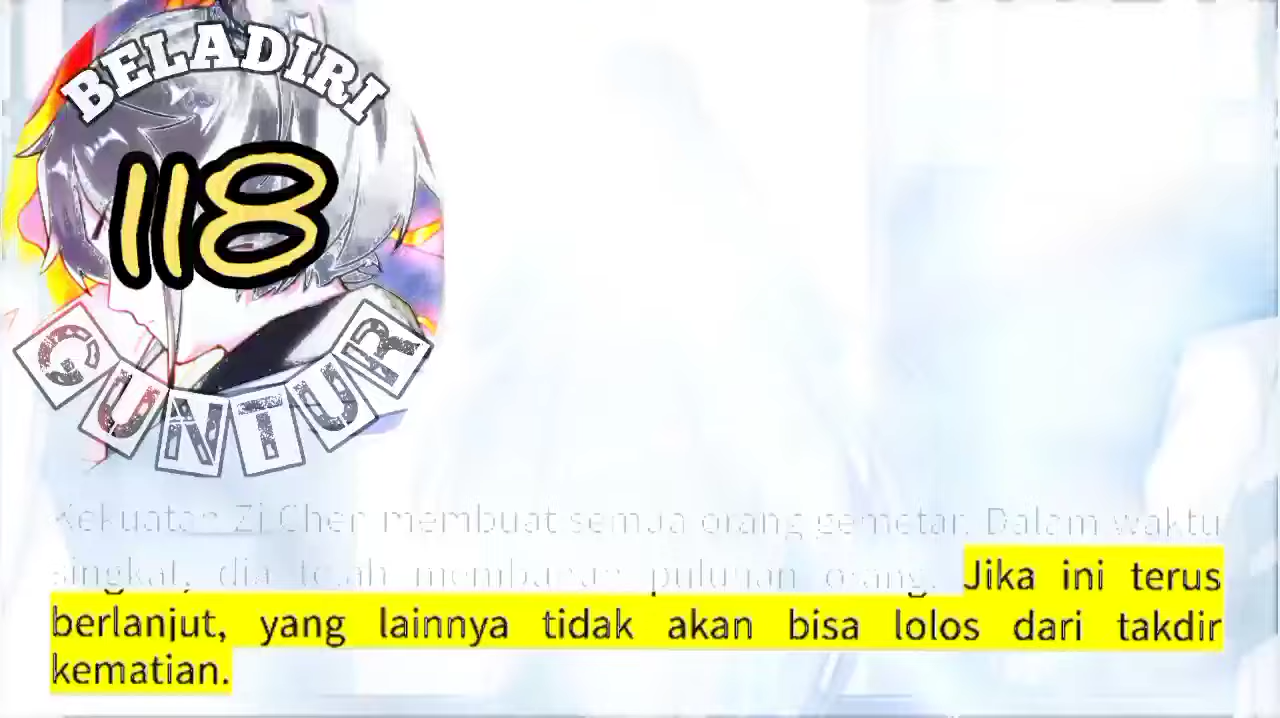 BELADIRI
118
GUNTUR
Kekuatan Zi Chen membuat semua orang gemetar. Dalam waktu
singkat, dia telah membunuh puluhan orang. Jika ini terus
berlanjut, yang lainnya tidak akan bisa lolos dari takdir
kematian.